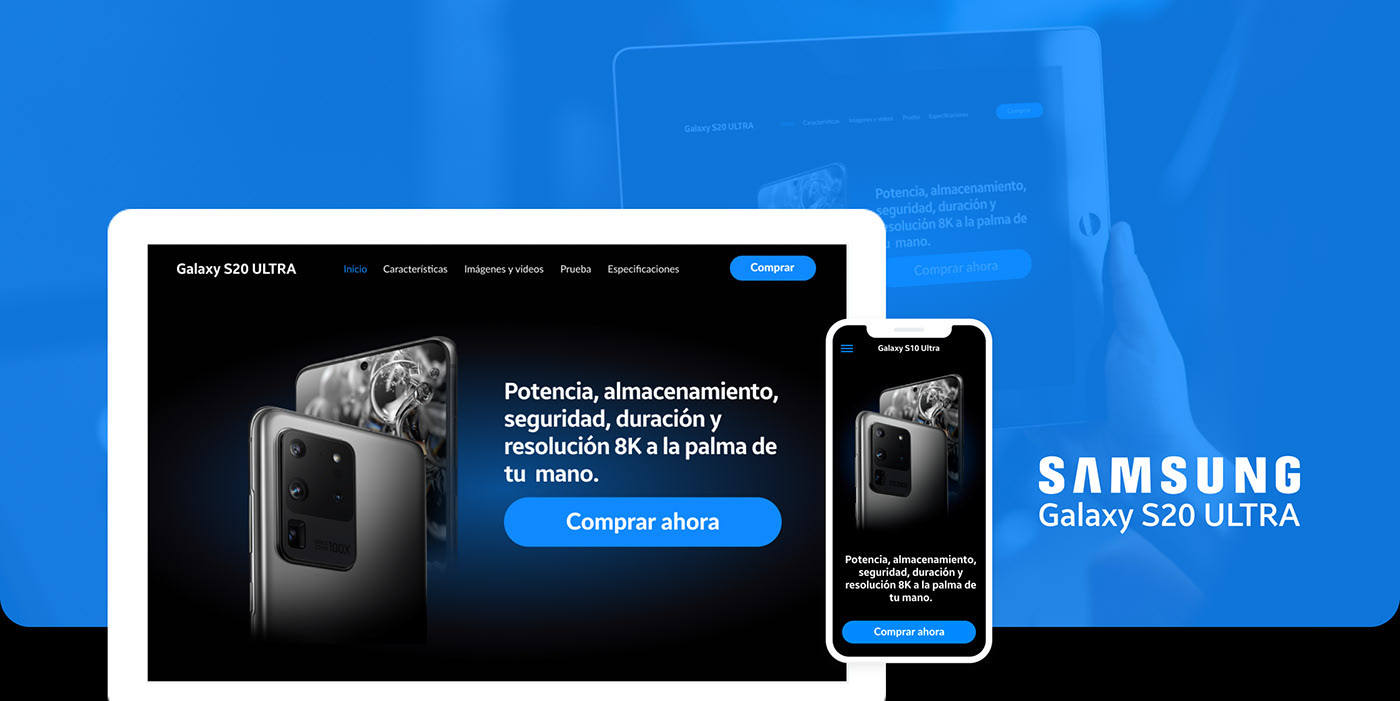 Galaxy S20 ULTRA
Características Imágenes y videos Prueba Especificaciones
Comprar
Potencia, almacenamiento,
seguridad, duración y
resolución 8K a la palma de
tu mano.
Comprar ahora
Galaxy S20 ULTRA
Inicio Características Imágenes y videos Prueba Especificaciones
Comprar
Potencia, almacenamiento,
seguridad, duración y
resolución 8K a la palma de
tu mano.
Comprar ahora
100X
Galaxy S10 Ultra
Potencia, almacenamiento,
seguridad, duración y
resolución 8K a la palma de
tu mano.
Comprar ahora
SAMSUNG
Galaxy S20 ULTRA